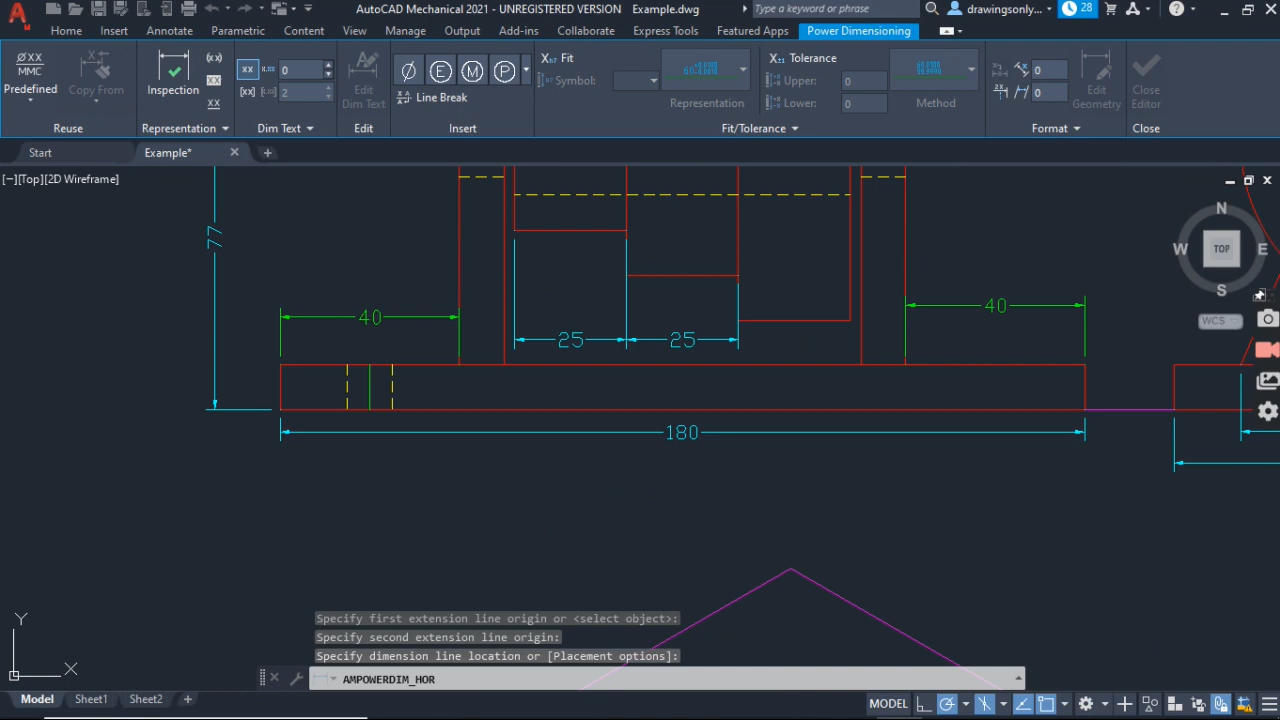 AutoCAD Mechanical 2021 - UNREGISTERED VERSION Example.dwg
Type a keyword or phrase
drawingsonly...
28
Home Insert Annotate Parametric Content View Manage Output Add-ins Collaborate Express Tools Featured Apps Power Dimensioning
ØXX
MMC
Predefined
Copy From
Reuse
XX
Inspection
(xx)
XX
XX
Representation
XX X.XX 0
[XX] 2
Dim Text
Edit
Dim Text
Edit
Ø E M P
Line Break
Insert
Fit
Symbol:
Representation
Tolerance
Upper: 0
Lower: 0
Method
Fit/Tolerance
0
0
Edit
Geometry
Format
Close
Editor
Close
Start
Example*
[−][Top][2D Wireframe]
N
W TOP E
S
WCS
77
40
40
25
25
180
Specify first extension line origin or <select object>:
Specify second extension line origin:
Specify dimension line location or [Placement options]:
AMPOWERDIM_HOR
Y
X
Model Sheet1 Sheet2
MODEL